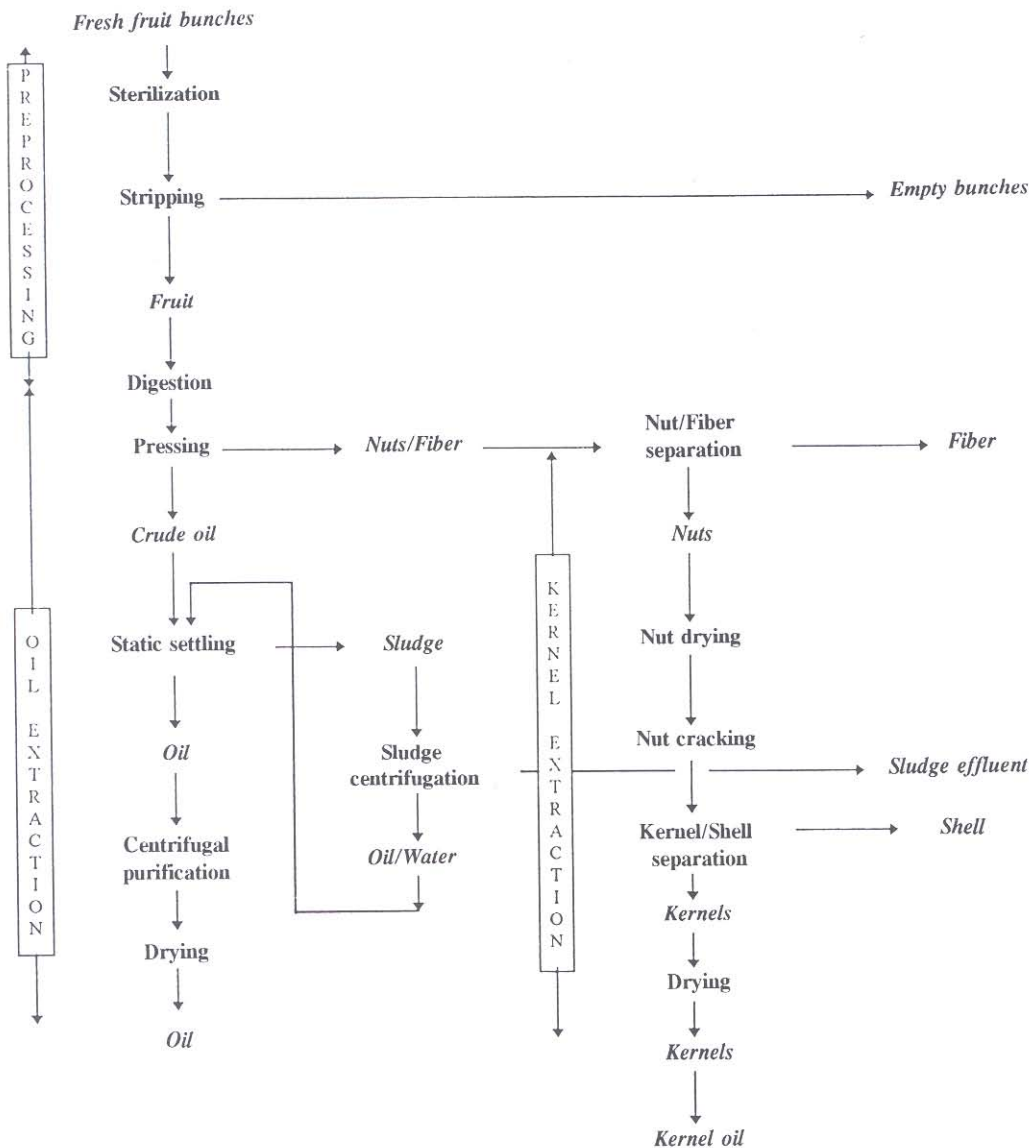 Fresh fruit bunches
PREPROCESSING
Sterilization
Stripping
Empty bunches
Fruit
Digestion
Pressing
Nuts/Fiber
Nut/Fiber
separation
Fiber
Crude oil
Nuts
OIL EXTRACTION
KERNEL EXTRACTION
Static settling
Sludge
Nut drying
Oil
Sludge
centrifugation
Nut cracking
Sludge effluent
Centrifugal
purification
Oil/Water
Kernel/Shell
separation
Shell
Kernels
Drying
Drying
Oil
Kernels
Kernel oil